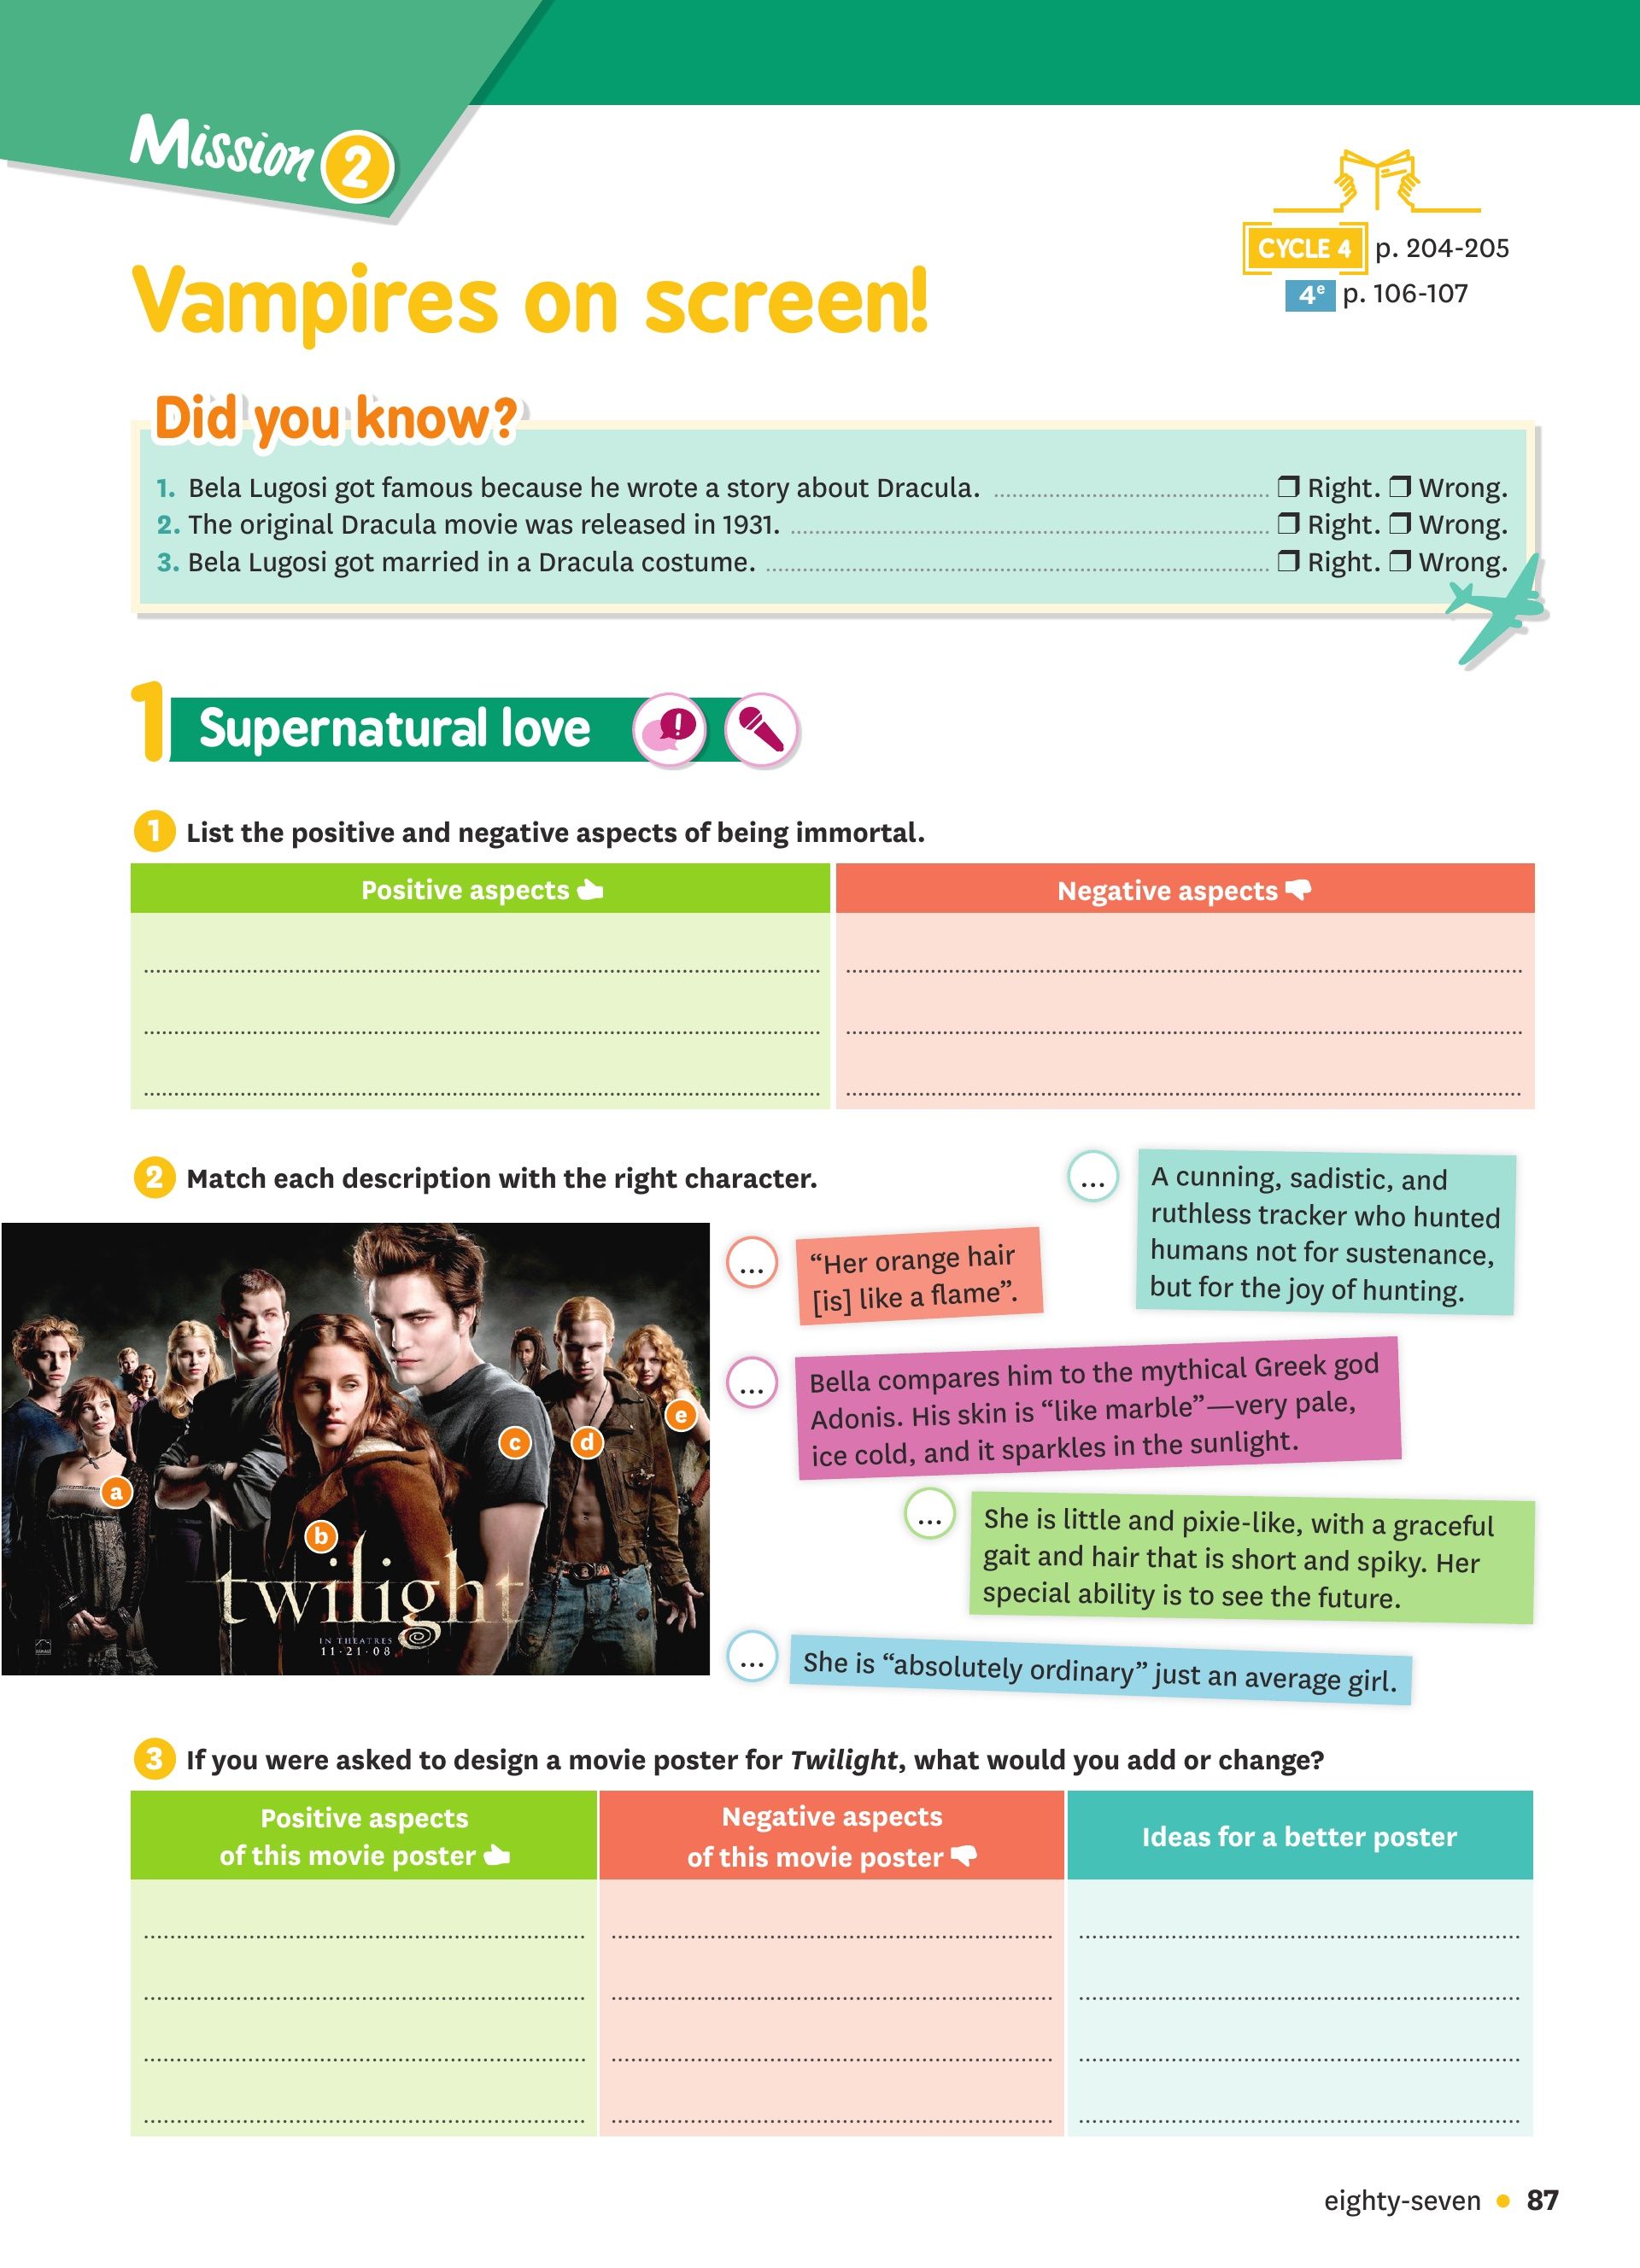 Mission 2
CYCLE 4 p. 204-205
4e p. 106-107
Vampires on screen!
Did you know?
1. Bela Lugosi got famous because he wrote a story about Dracula. ............ ❒ Right. ❒ Wrong.
2. The original Dracula movie was released in 1931. ............ ❒ Right. ❒ Wrong.
3. Bela Lugosi got married in a Dracula costume. ............ ❒ Right. ❒ Wrong.
1 Supernatural love
1 List the positive and negative aspects of being immortal.
Positive aspects
Negative aspects
2 Match each description with the right character.
a
b
c
d
e
twilight
IN THEATRES
11·21·08
...
A cunning, sadistic, and
ruthless tracker who hunted
humans not for sustenance,
but for the joy of hunting.
...
“Her orange hair
[is] like a flame”.
...
Bella compares him to the mythical Greek god
Adonis. His skin is “like marble”—very pale,
ice cold, and it sparkles in the sunlight.
...
She is little and pixie-like, with a graceful
gait and hair that is short and spiky. Her
special ability is to see the future.
...
She is “absolutely ordinary” just an average girl.
3 If you were asked to design a movie poster for Twilight, what would you add or change?
Positive aspects
of this movie poster
Negative aspects
of this movie poster
Ideas for a better poster
eighty-seven • 87